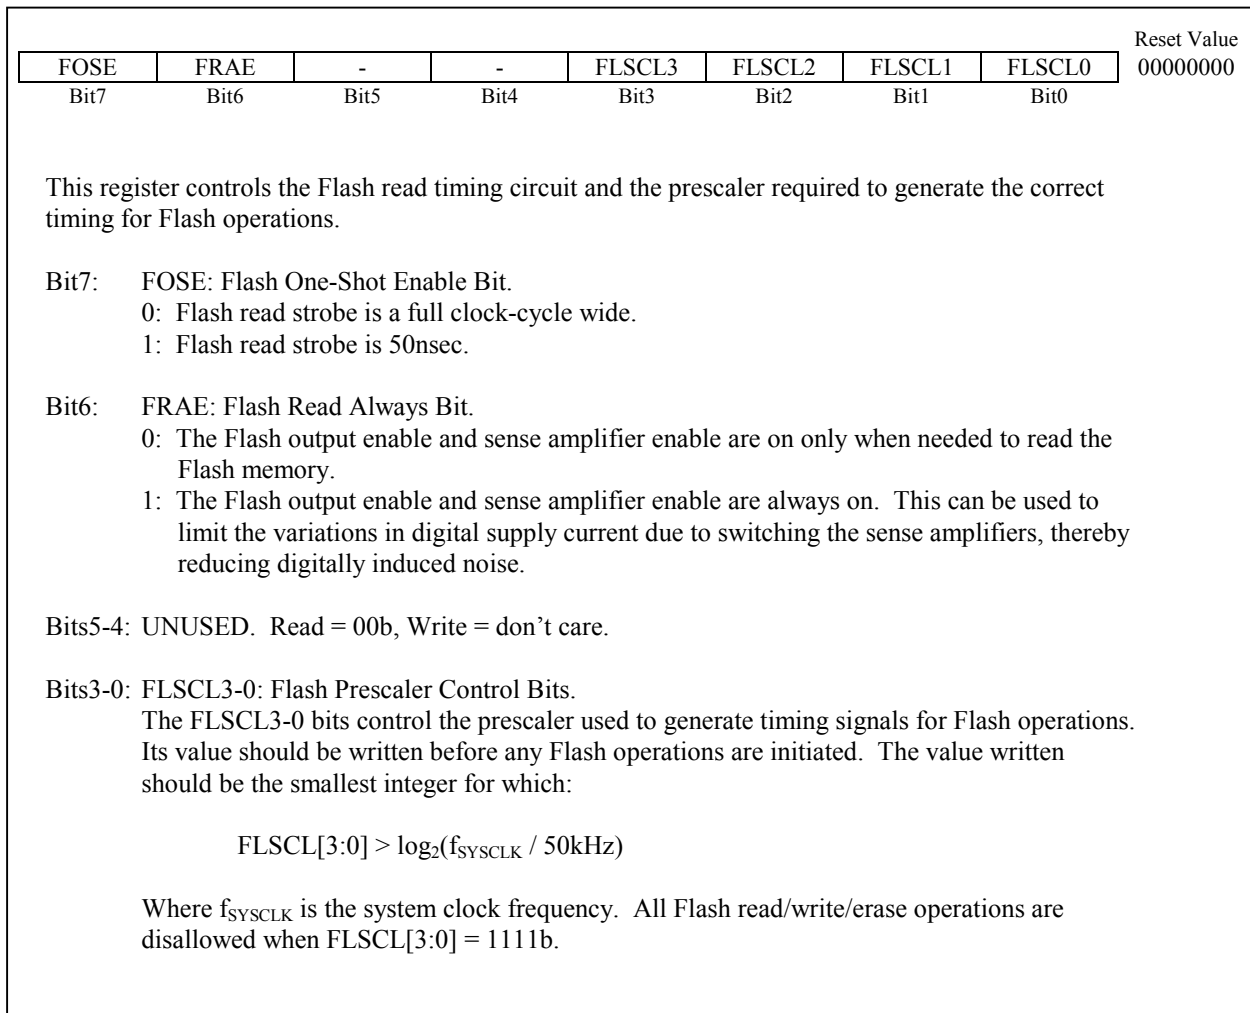 Reset Value
FOSE FRAE - - FLSCL3 FLSCL2 FLSCL1 FLSCL0 00000000
Bit7 Bit6 Bit5 Bit4 Bit3 Bit2 Bit1 Bit0
This register controls the Flash read timing circuit and the prescaler required to generate the correct
timing for Flash operations.
Bit7: FOSE: Flash One-Shot Enable Bit.
0: Flash read strobe is a full clock-cycle wide.
1: Flash read strobe is 50nsec.
Bit6: FRAE: Flash Read Always Bit.
0: The Flash output enable and sense amplifier enable are on only when needed to read the
Flash memory.
1: The Flash output enable and sense amplifier enable are always on. This can be used to
limit the variations in digital supply current due to switching the sense amplifiers, thereby
reducing digitally induced noise.
Bits5-4: UNUSED. Read = 00b, Write = don’t care.
Bits3-0: FLSCL3-0: Flash Prescaler Control Bits.
The FLSCL3-0 bits control the prescaler used to generate timing signals for Flash operations.
Its value should be written before any Flash operations are initiated. The value written
should be the smallest integer for which:
FLSCL[3:0] > log₂(fSYSCLK / 50kHz)
Where fSYSCLK is the system clock frequency. All Flash read/write/erase operations are
disallowed when FLSCL[3:0] = 1111b.